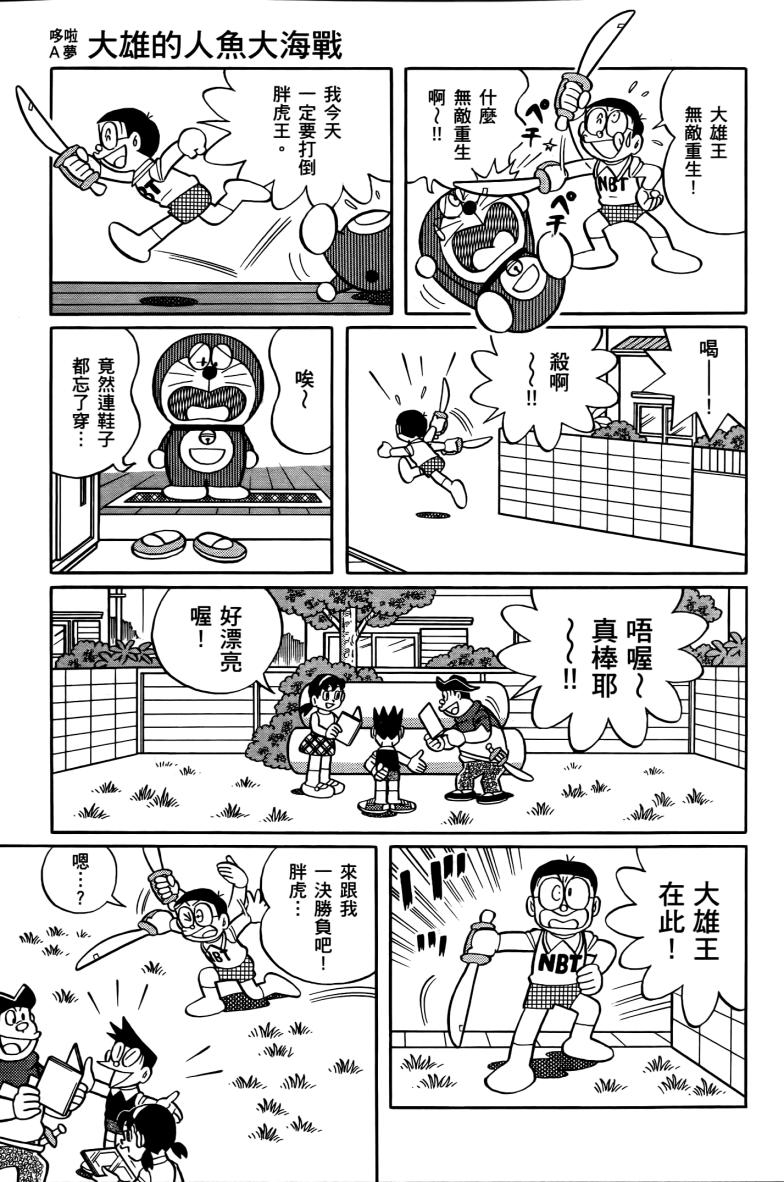 哆啦A夢 大雄的人魚大海戰
大雄王
無敵重生！
什麼
無敵重生
啊～!!
ペチ
ペチ
NBT
我今天
一定要打倒
胖虎王。
NBT
喝——！
殺啊
～～!!
唉～
竟然連鞋子
都忘了穿…
唔喔～
真棒耶
～～!!
好漂亮
喔！
大雄王
在此！
NBT
來跟我
一決勝負吧！
胖虎…
NBT
嗯…？